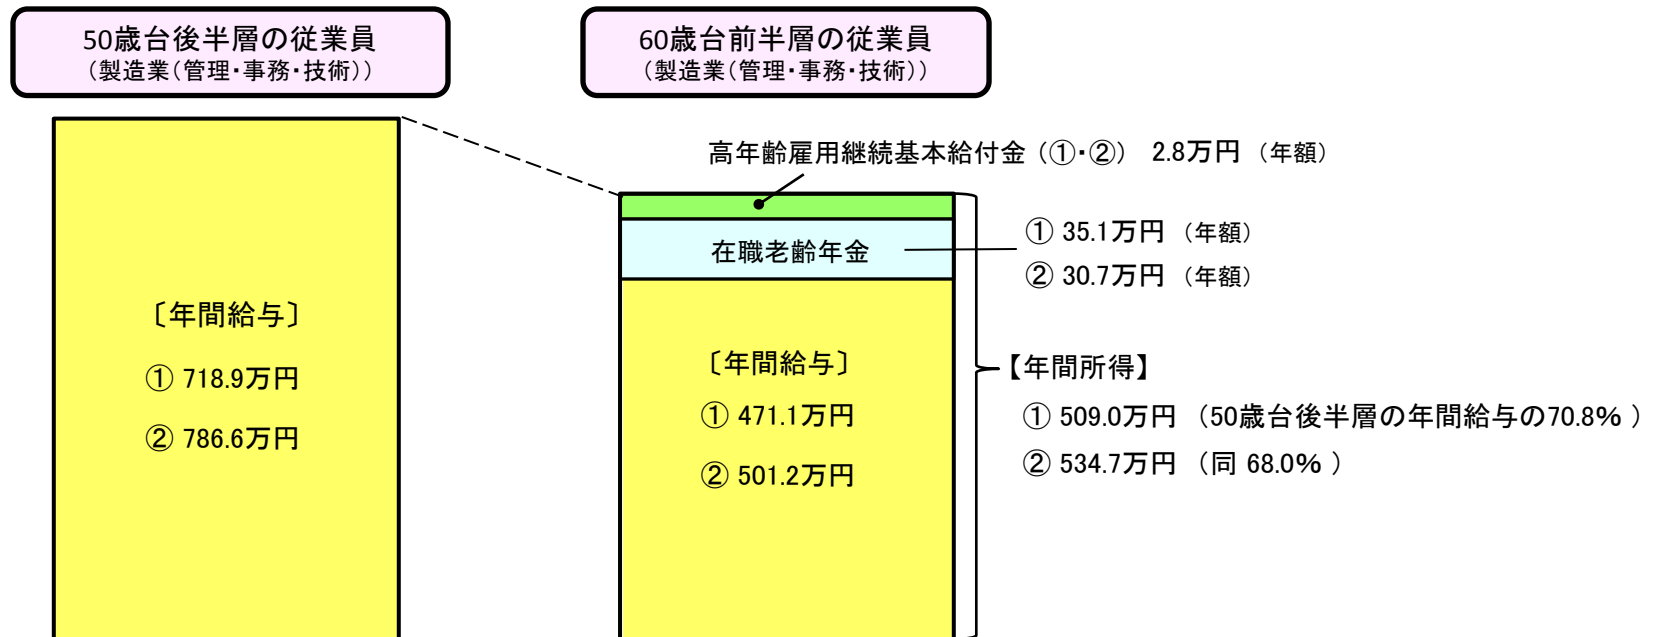 50歳台後半層の従業員
（製造業（管理・事務・技術））
60歳台前半層の従業員
（製造業（管理・事務・技術））
高年齢雇用継続基本給付金（①・②） 2.8万円 （年額）
在職老齢年金
① 35.1万円 （年額）
② 30.7万円 （年額）
〔年間給与〕
① 718.9万円
② 786.6万円
〔年間給与〕
① 471.1万円
② 501.2万円
【年間所得】
① 509.0万円 （50歳台後半層の年間給与の70.8% ）
② 534.7万円 （同 68.0% ）